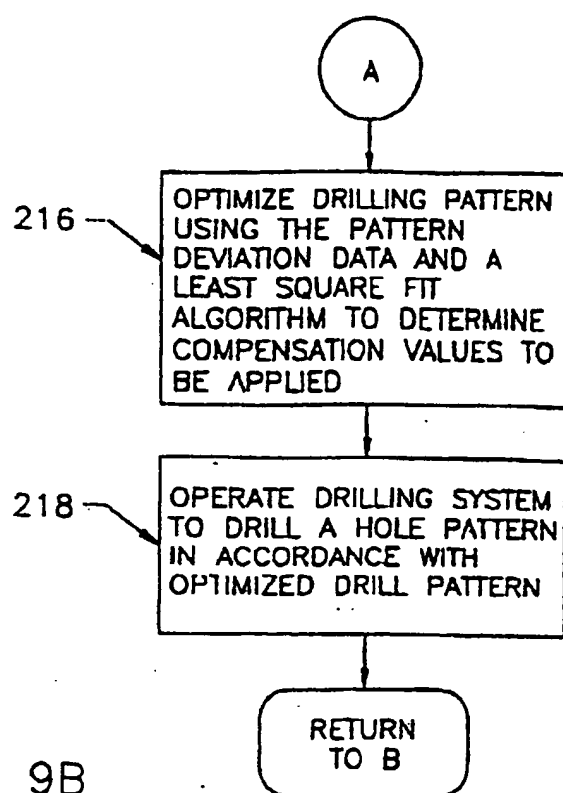 A
216
OPTIMIZE DRILLING PATTERN
USING THE PATTERN
DEVIATION DATA AND A
LEAST SQUARE FIT
ALGORITHM TO DETERMINE
COMPENSATION VALUES TO
BE APPLIED
218
OPERATE DRILLING SYSTEM
TO DRILL A HOLE PATTERN
IN ACCORDANCE WITH
OPTIMIZED DRILL PATTERN
RETURN
TO B
9B